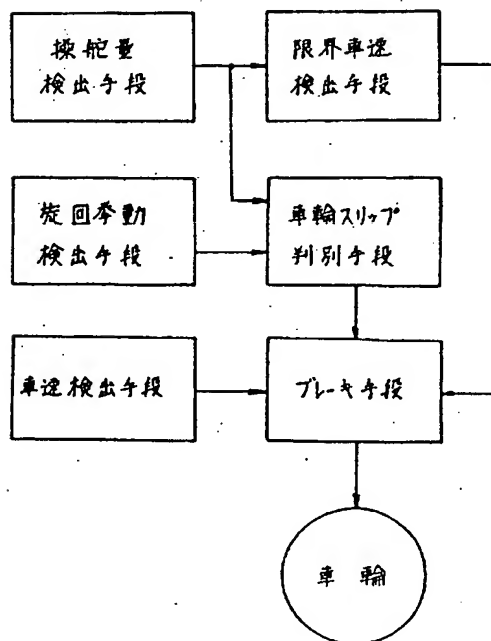 操舵量
検出手段
限界車速
検出手段
旋回挙動
検出手段
車輪スリップ
判別手段
車速検出手段
ブレーキ手段
車輪